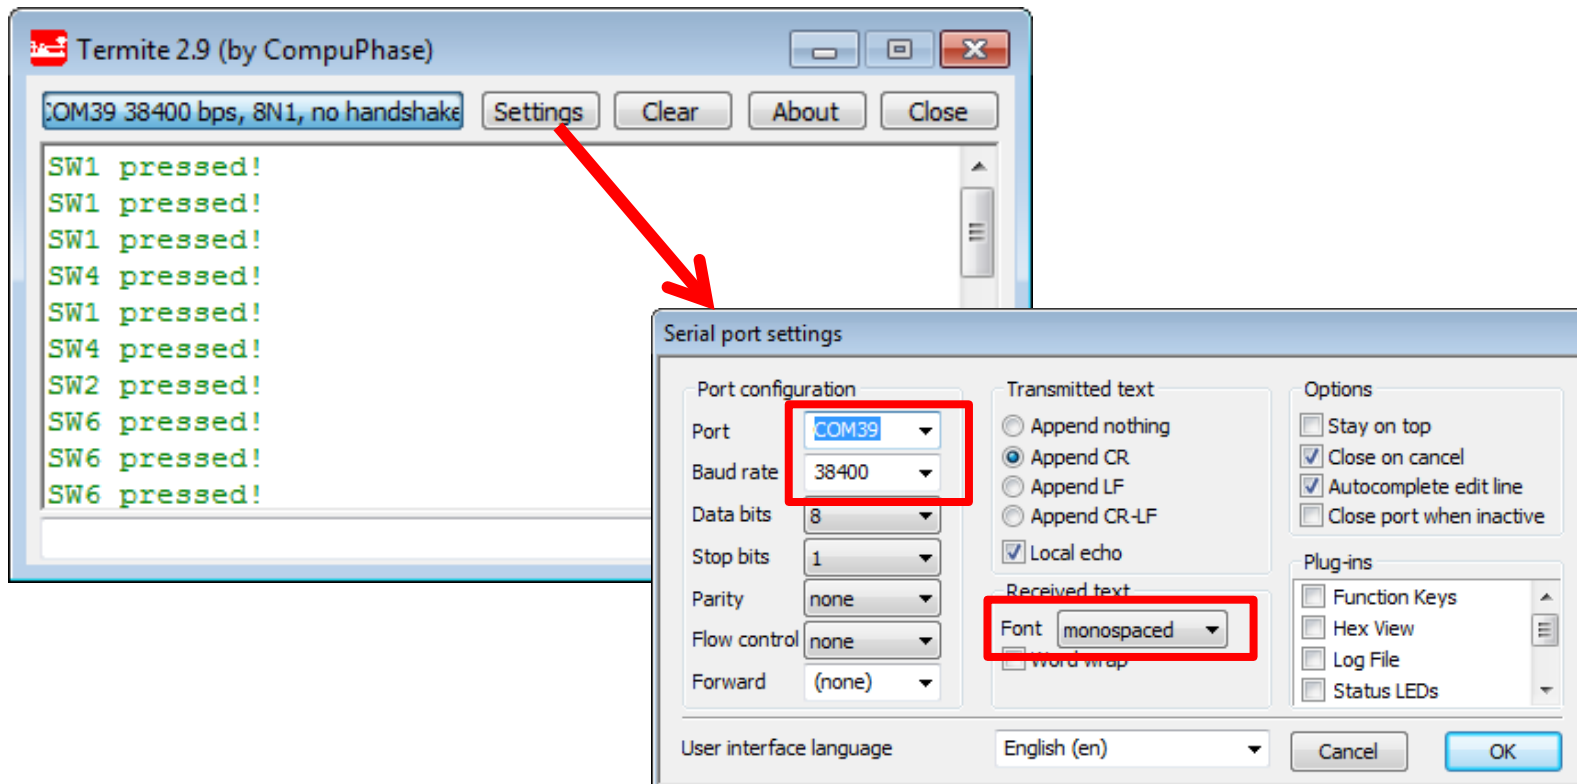 Termite 2.9 (by CompuPhase)
COM39 38400 bps, 8N1, no handshake Settings Clear About Close
SW1 pressed!
SW1 pressed!
SW1 pressed!
SW4 pressed!
SW1 pressed!
SW4 pressed!
SW2 pressed!
SW6 pressed!
SW6 pressed!
SW6 pressed!
Serial port settings
Port configuration
Port COM39
Baud rate 38400
Data bits 8
Stop bits 1
Parity none
Flow control none
Forward (none)
Transmitted text
Append nothing
Append CR
Append LF
Append CR-LF
Local echo
Received text
Font monospaced
Word wrap
Options
Stay on top
Close on cancel
Autocomplete edit line
Close port when inactive
Plug-ins
Function Keys
Hex View
Log File
Status LEDs
User interface language English (en) Cancel OK